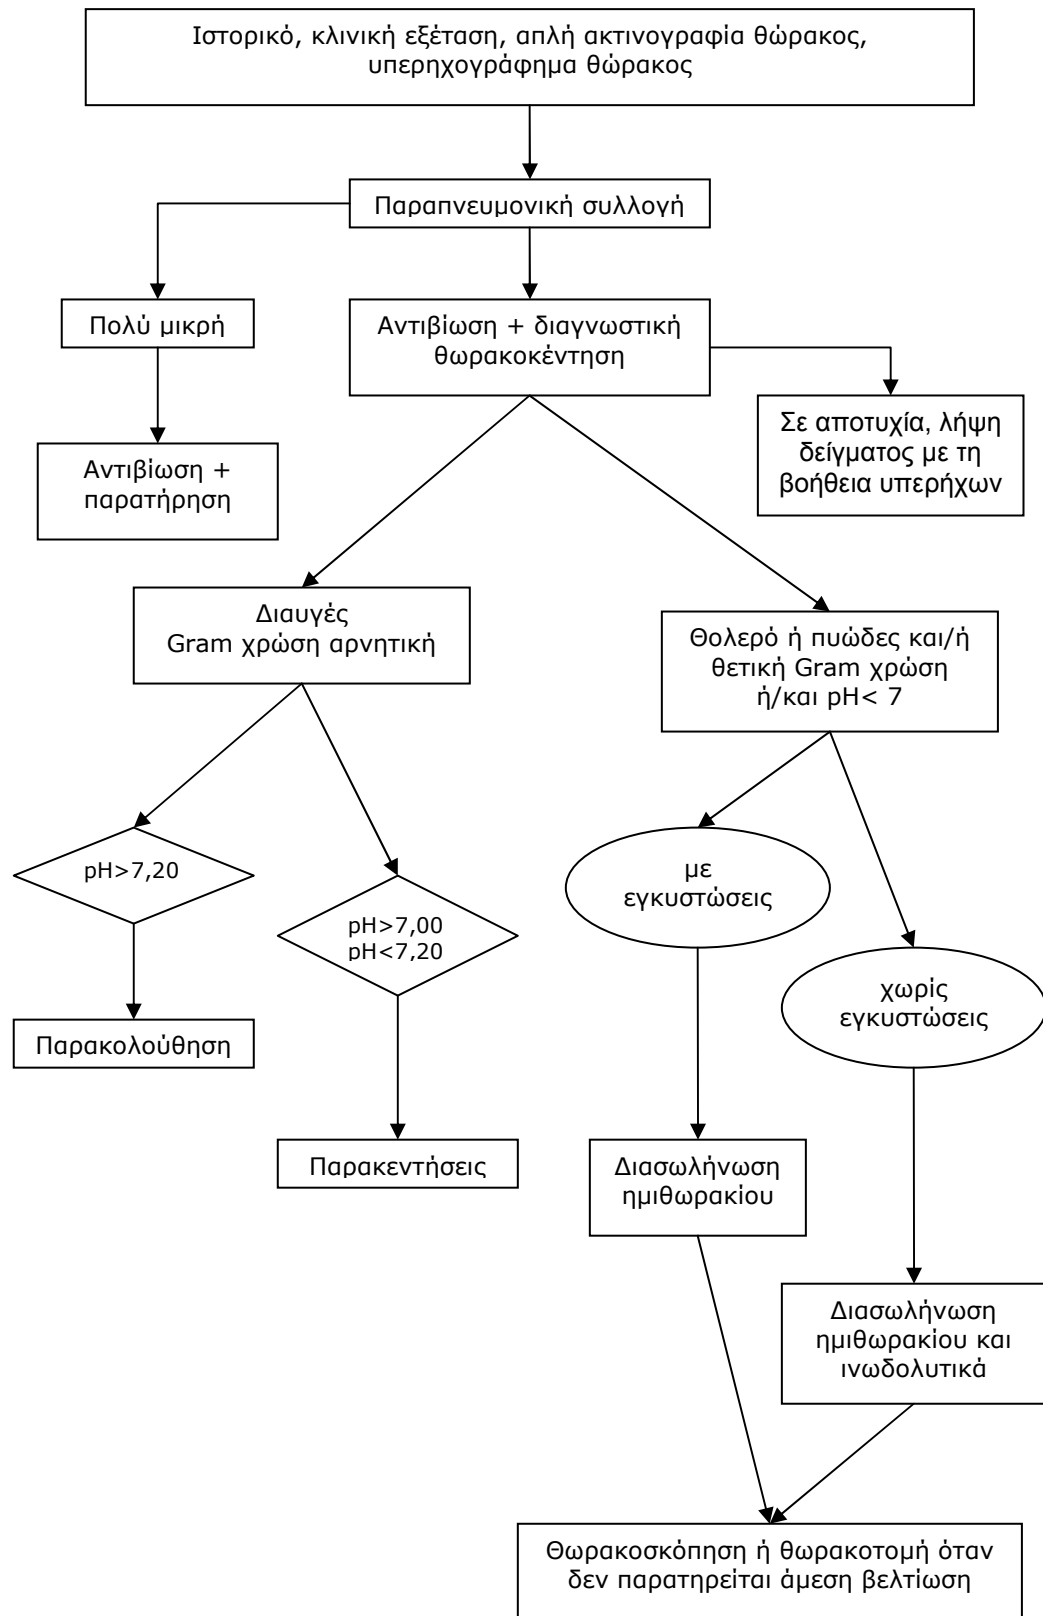 Ιστορικό, κλινική εξέταση, απλή ακτινογραφία θώρακος,
υπερηχογράφημα θώρακος
Παραπνευμονική συλλογή
Πολύ μικρή
Αντιβίωση + διαγνωστική
θωρακοκέντηση
Σε αποτυχία, λήψη
δείγματος με τη
βοήθεια υπερήχων
Αντιβίωση +
παρατήρηση
Διαυγές
Gram χρώση αρνητική
Θολερό ή πυώδες και/ή
θετική Gram χρώση
ή/και pH< 7
pH>7,20
pH>7,00
pH<7,20
με
εγκυστώσεις
χωρίς
εγκυστώσεις
Παρακολούθηση
Παρακεντήσεις
Διασωλήνωση
ημιθωρακίου
Διασωλήνωση
ημιθωρακίου και
ινωδολυτικά
Θωρακοσκόπηση ή θωρακοτομή όταν
δεν παρατηρείται άμεση βελτίωση